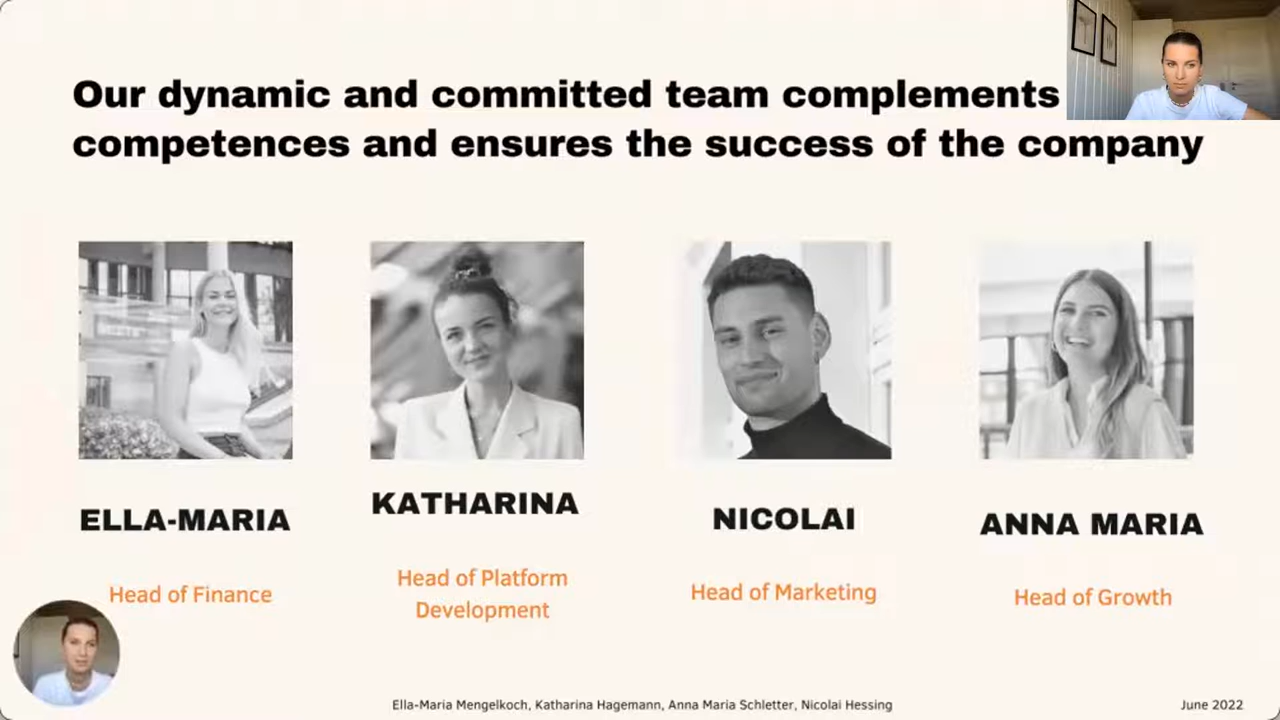 Our dynamic and committed team complements
competences and ensures the success of the company
ELLA-MARIA
Head of Finance
KATHARINA
Head of Platform
Development
NICOLAI
Head of Marketing
ANNA MARIA
Head of Growth
Ella-Maria Mengelkoch, Katharina Hagemann, Anna Maria Schletter, Nicolai Hessing
June 2022